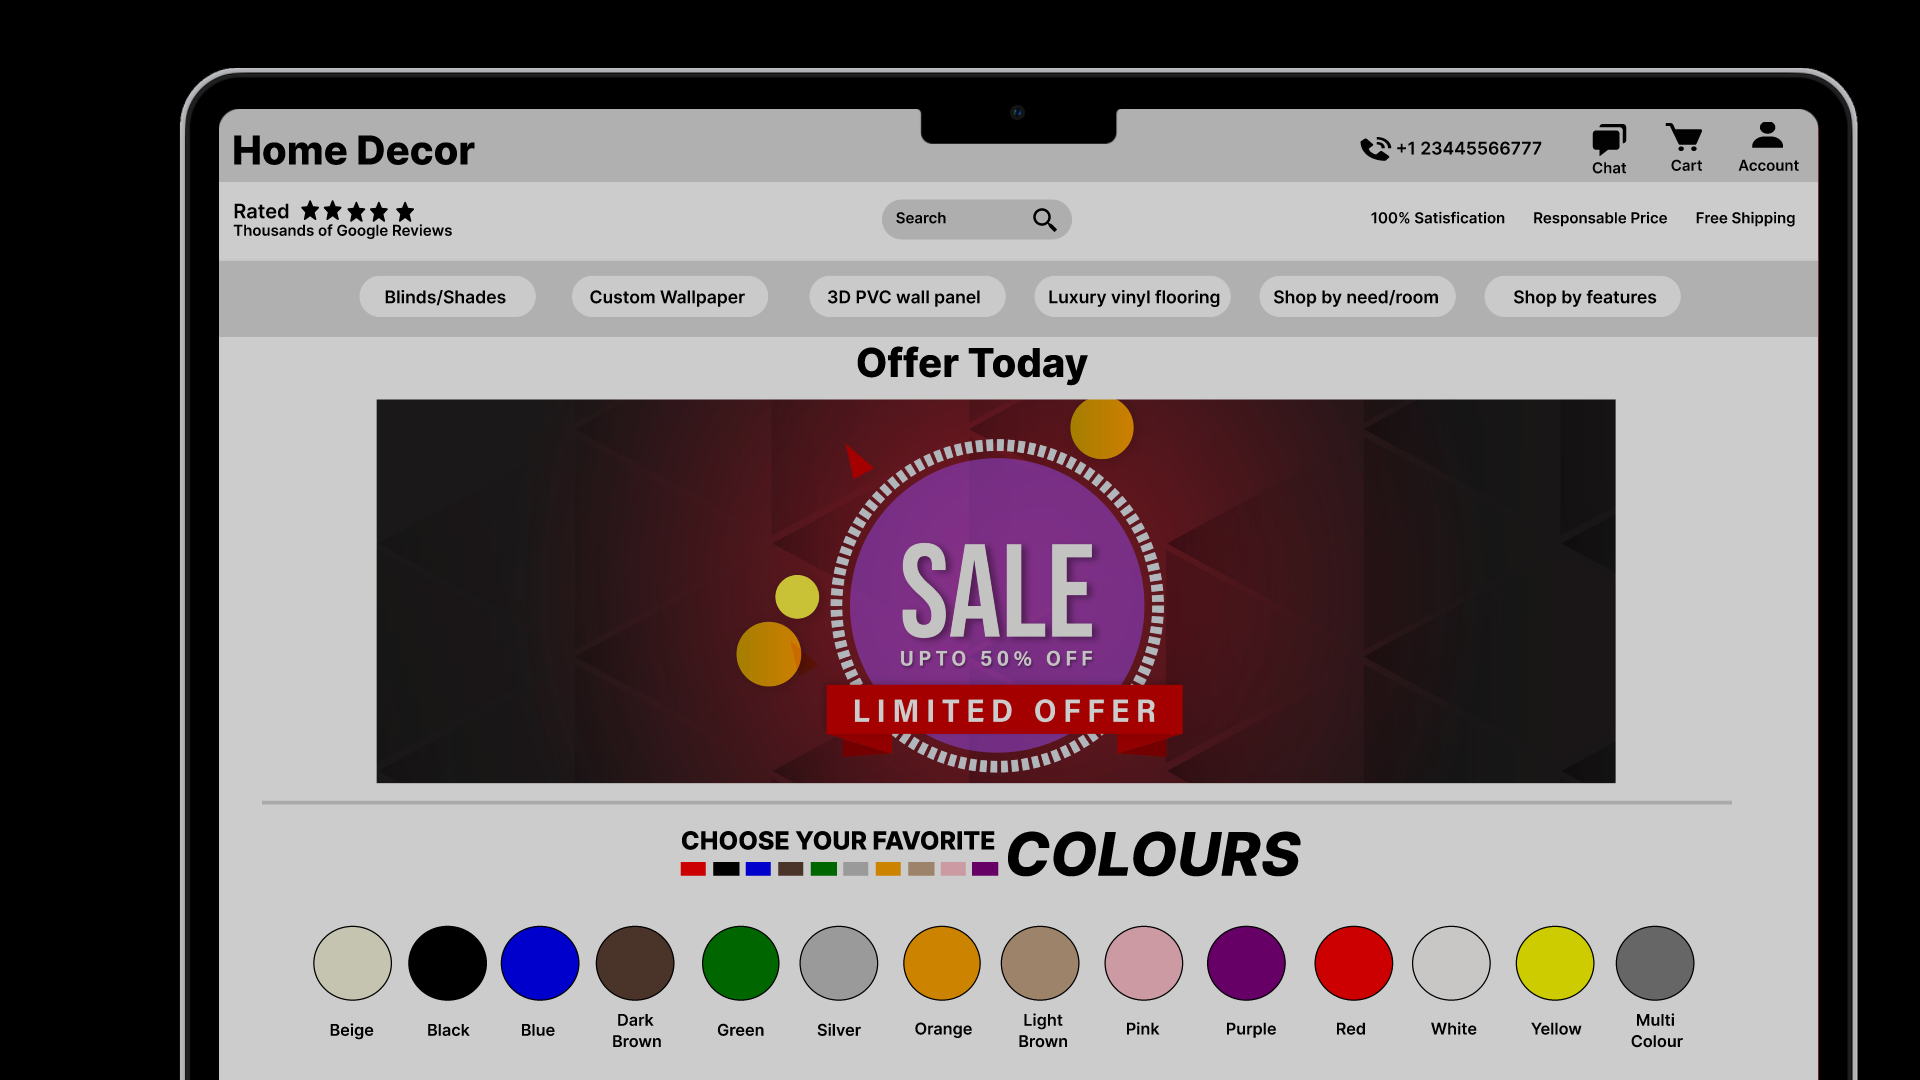 Home Decor
+1 23445566777
Chat
Cart
Account
Rated
Thousands of Google Reviews
Search
100% Satisfication
Responsable Price
Free Shipping
Blinds/Shades
Custom Wallpaper
3D PVC wall panel
Luxury vinyl flooring
Shop by need/room
Shop by features
Offer Today
SALE
UPTO 50% OFF
LIMITED OFFER
CHOOSE YOUR FAVORITE
COLOURS
Beige
Black
Blue
Dark
Brown
Green
Silver
Orange
Light
Brown
Pink
Purple
Red
White
Yellow
Multi
Colour